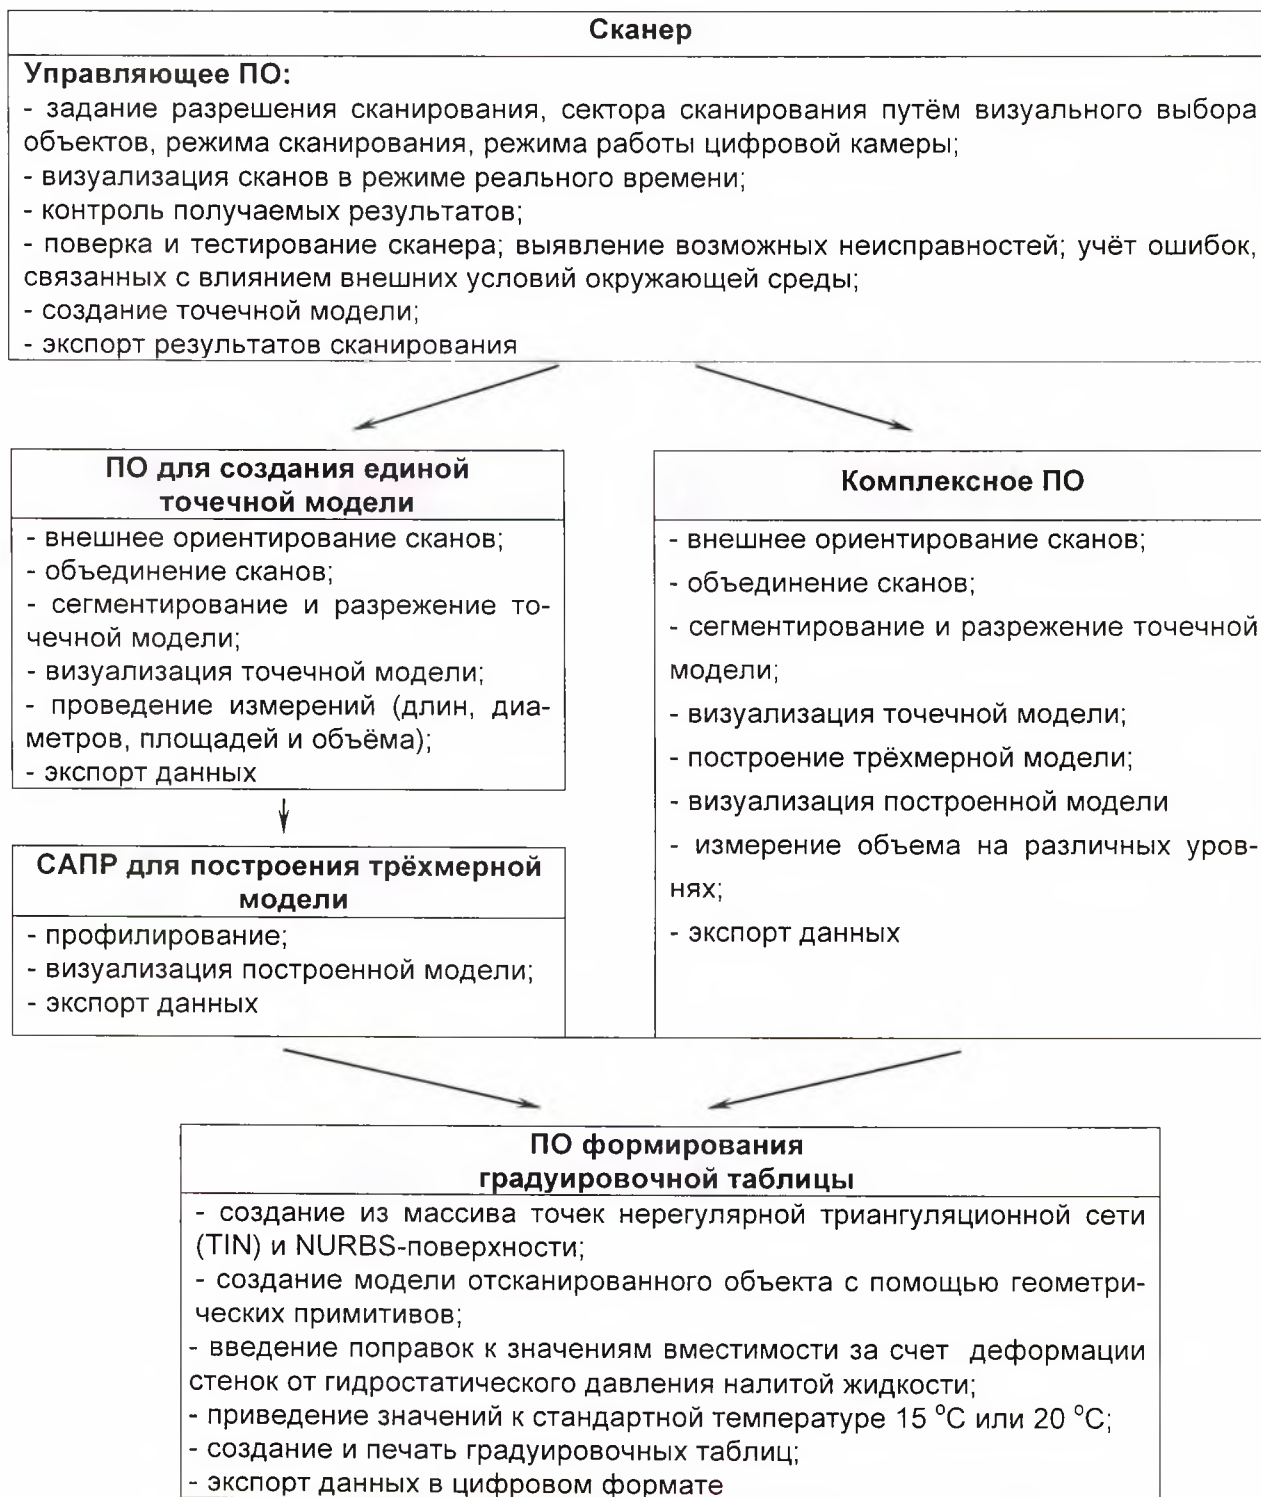 Сканер
Управляющее ПО:
- задание разрешения сканирования, сектора сканирования путём визуального выбора
объектов, режима сканирования, режима работы цифровой камеры;
- визуализация сканов в режиме реального времени;
- контроль получаемых результатов;
- поверка и тестирование сканера; выявление возможных неисправностей; учёт ошибок,
связанных с влиянием внешних условий окружающей среды;
- создание точечной модели;
- экспорт результатов сканирования
ПО для создания единой
точечной модели
- внешнее ориентирование сканов;
- объединение сканов;
- сегментирование и разрежение то-
чечной модели;
- визуализация точечной модели;
- проведение измерений (длин, диа-
метров, площадей и объёма);
- экспорт данных
САПР для построения трёхмерной
модели
- профилирование;
- визуализация построенной модели;
- экспорт данных
Комплексное ПО
- внешнее ориентирование сканов;
- объединение сканов;
- сегментирование и разрежение точечной
модели;
- визуализация точечной модели;
- построение трёхмерной модели;
- визуализация построенной модели
- измерение объема на различных уров-
нях;
- экспорт данных
ПО формирования
градуировочной таблицы
- создание из массива точек нерегулярной триангуляционной сети
(TIN) и NURBS-поверхности;
- создание модели отсканированного объекта с помощью геометри-
ческих примитивов;
- введение поправок к значениям вместимости за счет деформации
стенок от гидростатического давления налитой жидкости;
- приведение значений к стандартной температуре 15 °С или 20 °С;
- создание и печать градуировочных таблиц;
- экспорт данных в цифровом формате